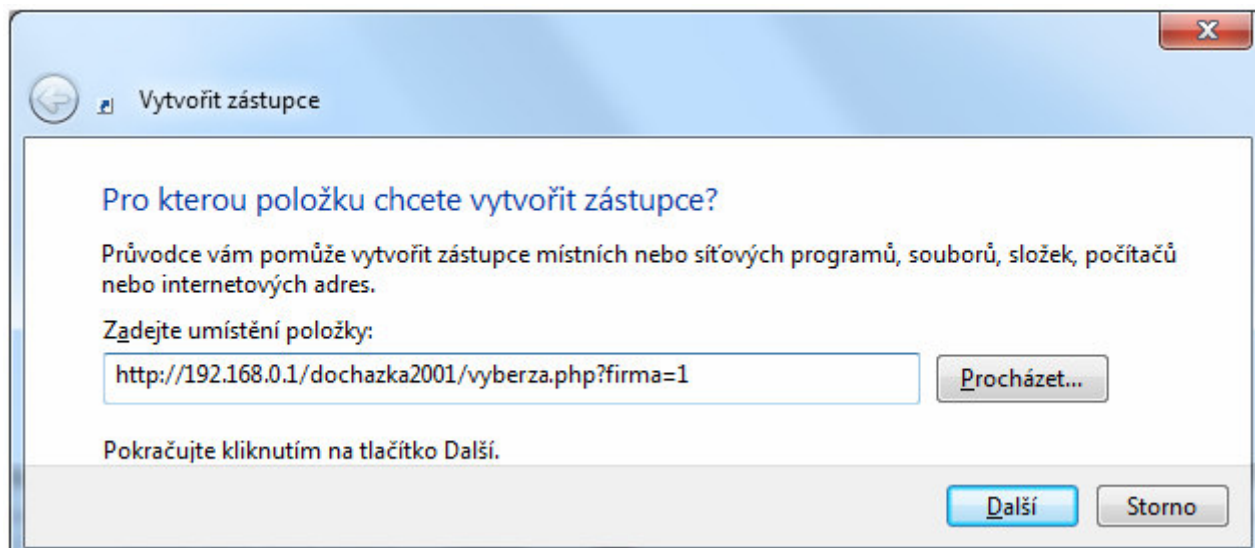 Vytvořit zástupce
Pro kterou položku chcete vytvořit zástupce?
Průvodce vám pomůže vytvořit zástupce místních nebo síťových programů, souborů, složek, počítačů
nebo internetových adres.
Zadejte umístění položky:
http://192.168.0.1/dochazka2001/vyberza.php?firma=1
Procházet...
Pokračujte kliknutím na tlačítko Další.
Další
Storno